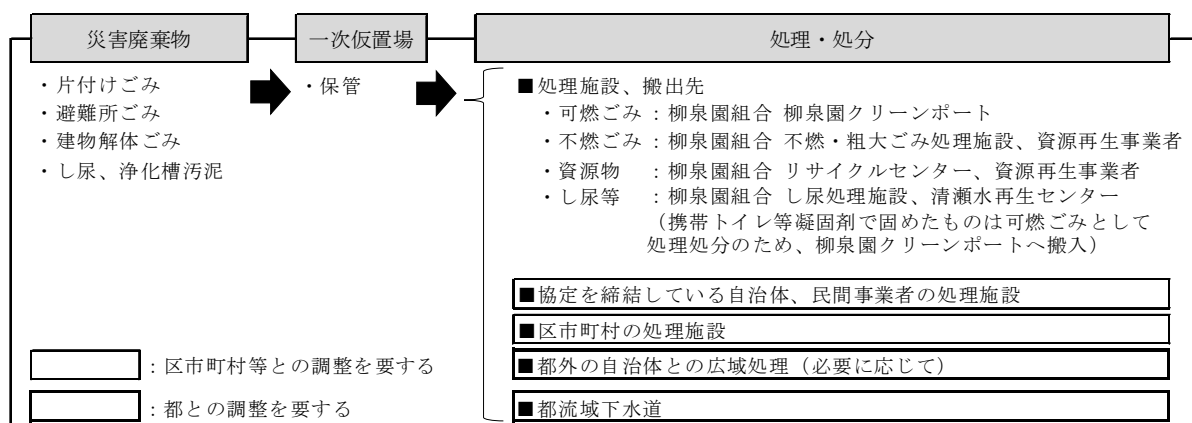 災害廃棄物
一次仮置場
処理・処分
・片付けごみ
・避難所ごみ
・建物解体ごみ
・し尿、浄化槽汚泥
・保管
■処理施設、搬出先
・可燃ごみ：柳泉園組合 柳泉園クリーンポート
・不燃ごみ：柳泉園組合 不燃・粗大ごみ処理施設、資源再生事業者
・資源物　：柳泉園組合 リサイクルセンター、資源再生事業者
・し尿等　：柳泉園組合 し尿処理施設、清瀬水再生センター
（携帯トイレ等凝固剤で固めたものは可燃ごみとして
処理処分のため、柳泉園クリーンポートへ搬入）
■協定を締結している自治体、民間事業者の処理施設
■区市町村の処理施設
■都外の自治体との広域処理（必要に応じて）
■都流域下水道
：区市町村等との調整を要する
：都との調整を要する